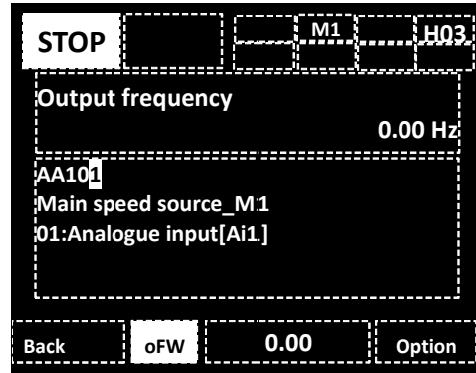 STOP M1 H03
Output frequency
0.00 Hz
AA101
Main speed source_M1
01:Analogue input[Ai1]
Back oFW 0.00 Option